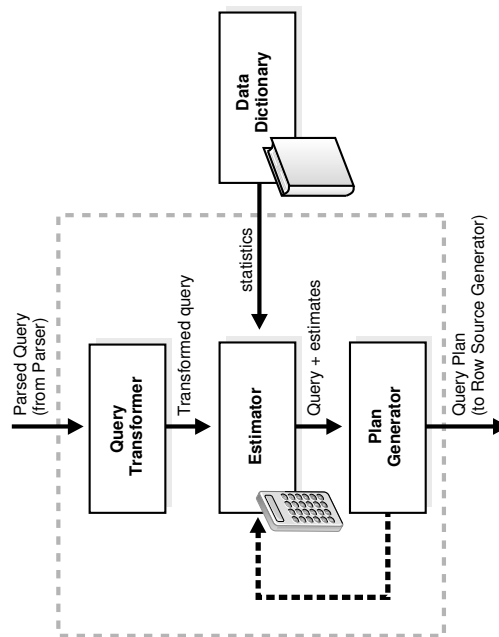 Parsed Query
(from Parser)
Query
Transformer
Transformed query
Data
Dictionary
statistics
Estimator
Query + estimates
Plan
Generator
Query Plan
(to Row Source Generator)